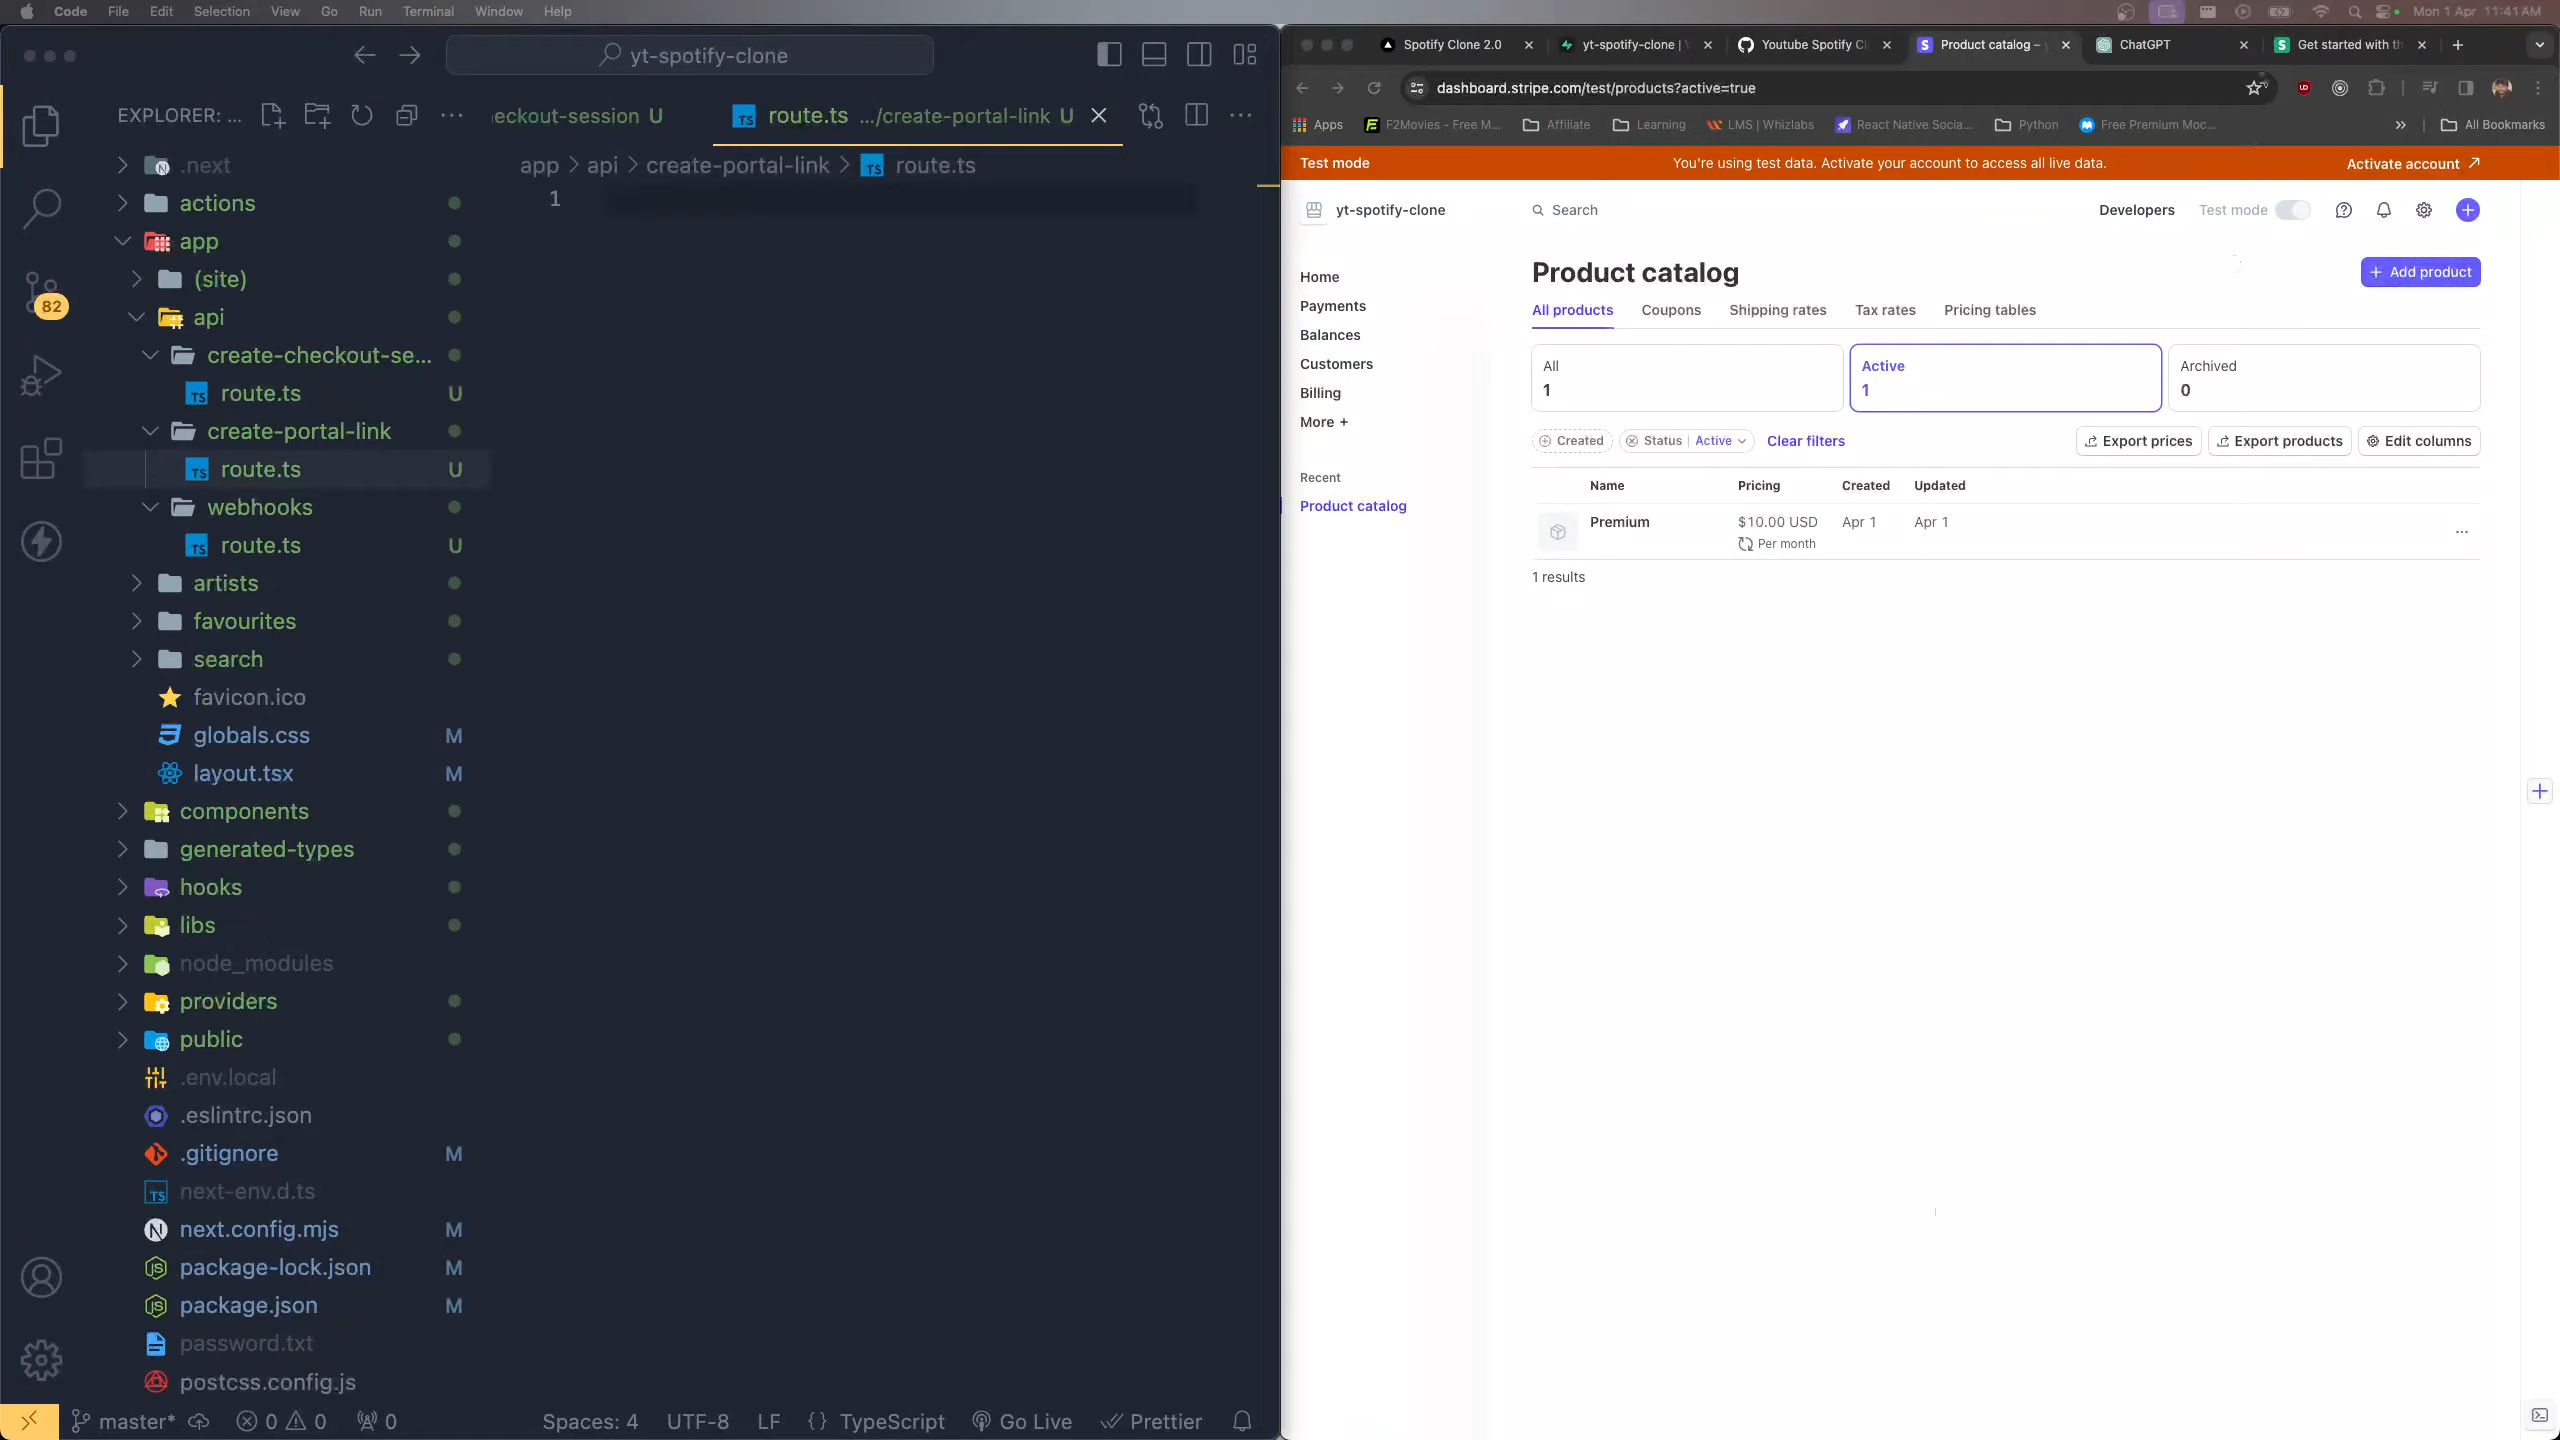 Code File Edit Selection View Go Run Terminal Window Help
Mon 1 Apr 11:41 AM
yt-spotify-clone
EXPLORER: ...
eckout-session U
TS route.ts .../create-portal-link U
app > api > create-portal-link > TS route.ts
1
.next
actions
app
(site)
api
create-checkout-se...
TS route.ts U
create-portal-link
TS route.ts U
webhooks
TS route.ts U
artists
favourites
search
favicon.ico
globals.css M
layout.tsx M
components
generated-types
hooks
libs
node_modules
providers
public
.env.local
.eslintrc.json
.gitignore M
TS next-env.d.ts
next.config.mjs M
package-lock.json M
package.json M
password.txt
postcss.config.js
82
master* 0 0 0
Spaces: 4 UTF-8 LF {} TypeScript Go Live Prettier
Spotify Clone 2.0
yt-spotify-clone |
Youtube Spotify Cl
Product catalog –
ChatGPT
Get started with th
dashboard.stripe.com/test/products?active=true
Apps F2Movies - Free M... Affiliate Learning LMS | Whizlabs React Native Socia... Python Free Premium Moc... » All Bookmarks
Test mode
You're using test data. Activate your account to access all live data.
Activate account
yt-spotify-clone
Search
Developers Test mode
Home
Payments
Balances
Customers
Billing
More +
Recent
Product catalog
Product catalog
+ Add product
All products Coupons Shipping rates Tax rates Pricing tables
All
1
Active
1
Archived
0
Created Status | Active Clear filters
Export prices Export products Edit columns
Name Pricing Created Updated
Premium $10.00 USD Apr 1 Apr 1
Per month
1 results